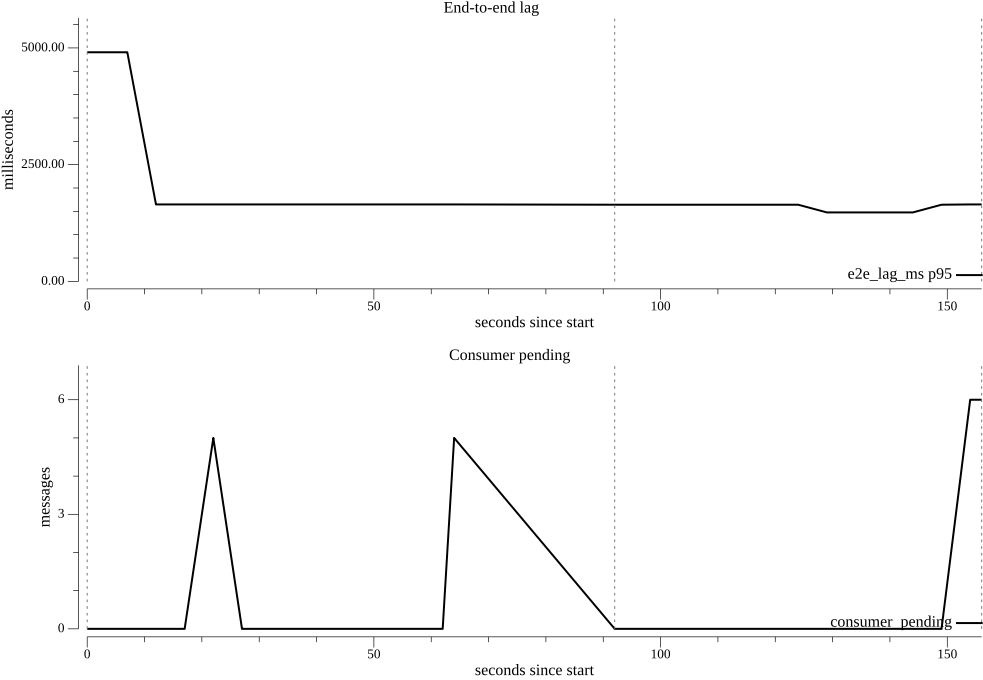 End-to-end lag
5000.00
2500.00
0.00
milliseconds
e2e_lag_ms p95
0 50 100 150
seconds since start
Consumer pending
6
3
0
messages
consumer_pending
0 50 100 150
seconds since start